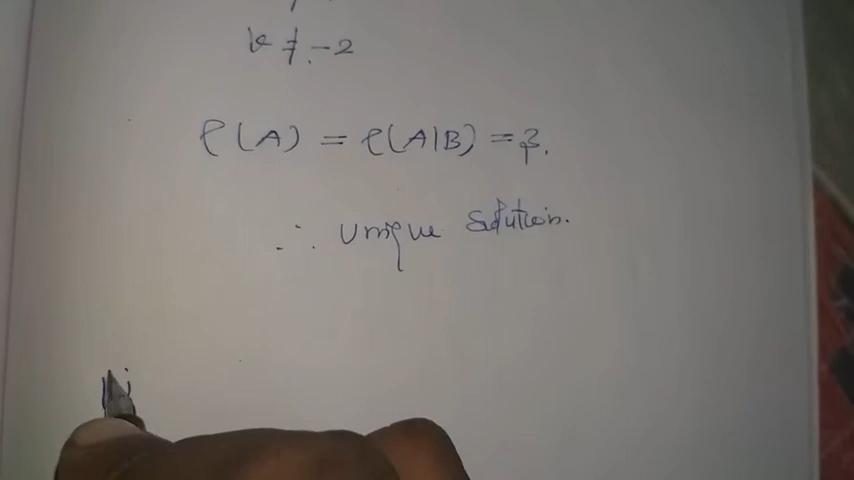 k ≠ -2
ρ(A) = ρ(A|B) = 3.
∴ Unique Solution.